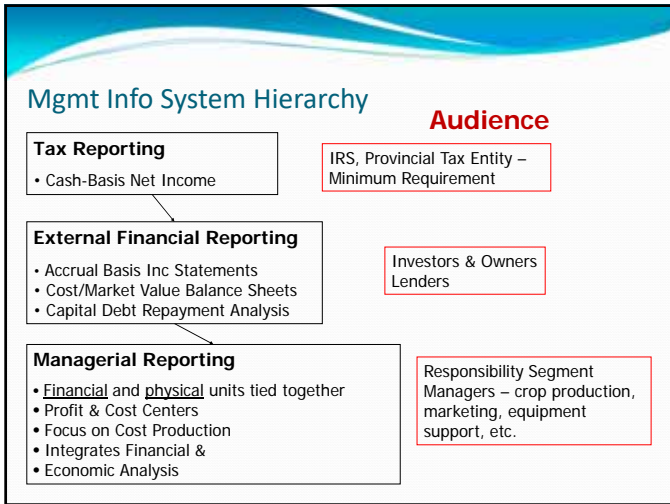 Mgmt Info System Hierarchy
Audience
Tax Reporting
• Cash-Basis Net Income
IRS, Provincial Tax Entity –
Minimum Requirement
External Financial Reporting
• Accrual Basis Inc Statements
• Cost/Market Value Balance Sheets
• Capital Debt Repayment Analysis
Investors & Owners
Lenders
Managerial Reporting
• Financial and physical units tied together
• Profit & Cost Centers
• Focus on Cost Production
• Integrates Financial &
• Economic Analysis
Responsibility Segment
Managers – crop production,
marketing, equipment
support, etc.